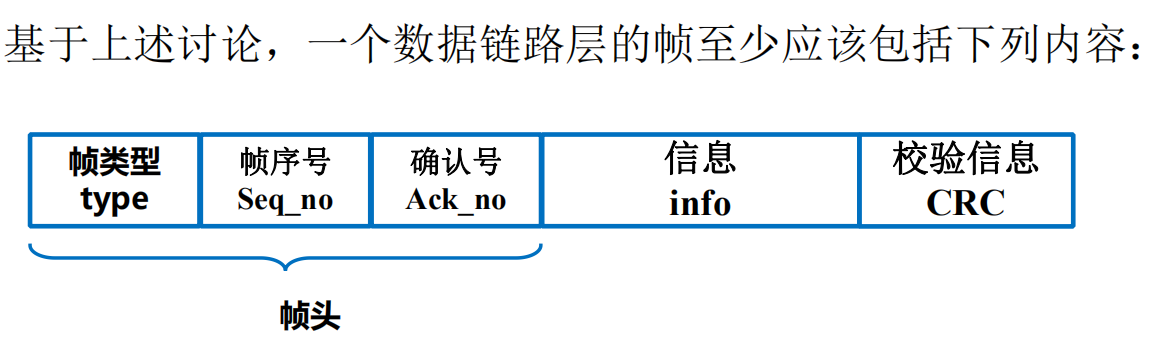 基于上述讨论，一个数据链路层的帧至少应该包括下列内容：
帧类型 帧序号 确认号 信息 校验信息
type Seq_no Ack_no info CRC
帧头